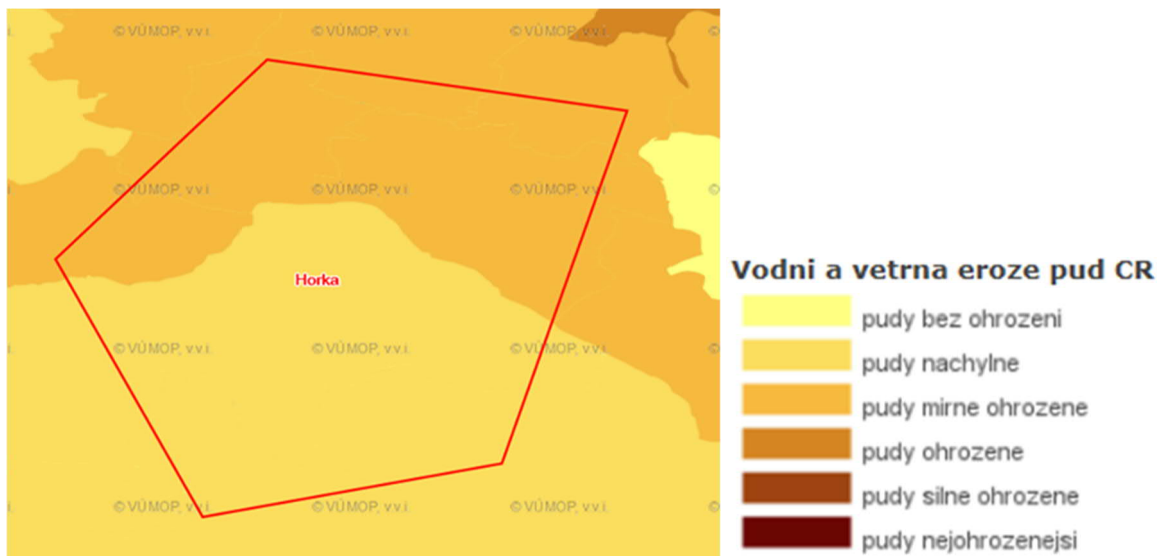 © VÚMOP, v.v.i. © VÚMOP, v.v.i. © VÚMOP, v.v.i.
© VÚMOP, v.v.i. © VÚMOP, v.v.i. © VÚMOP, v.v.i.
Horka
© VÚMOP, v.v.i. © VÚMOP, v.v.i. © VÚMOP, v.v.i.
© VÚMOP, v.v.i. © VÚMOP, v.v.i. © VÚMOP, v.v.i.
Vodni a vetrna eroze pud CR
pudy bez ohrozeni
pudy nachylne
pudy mirne ohrozene
pudy ohrozene
pudy silne ohrozene
pudy nejohrozenejsi